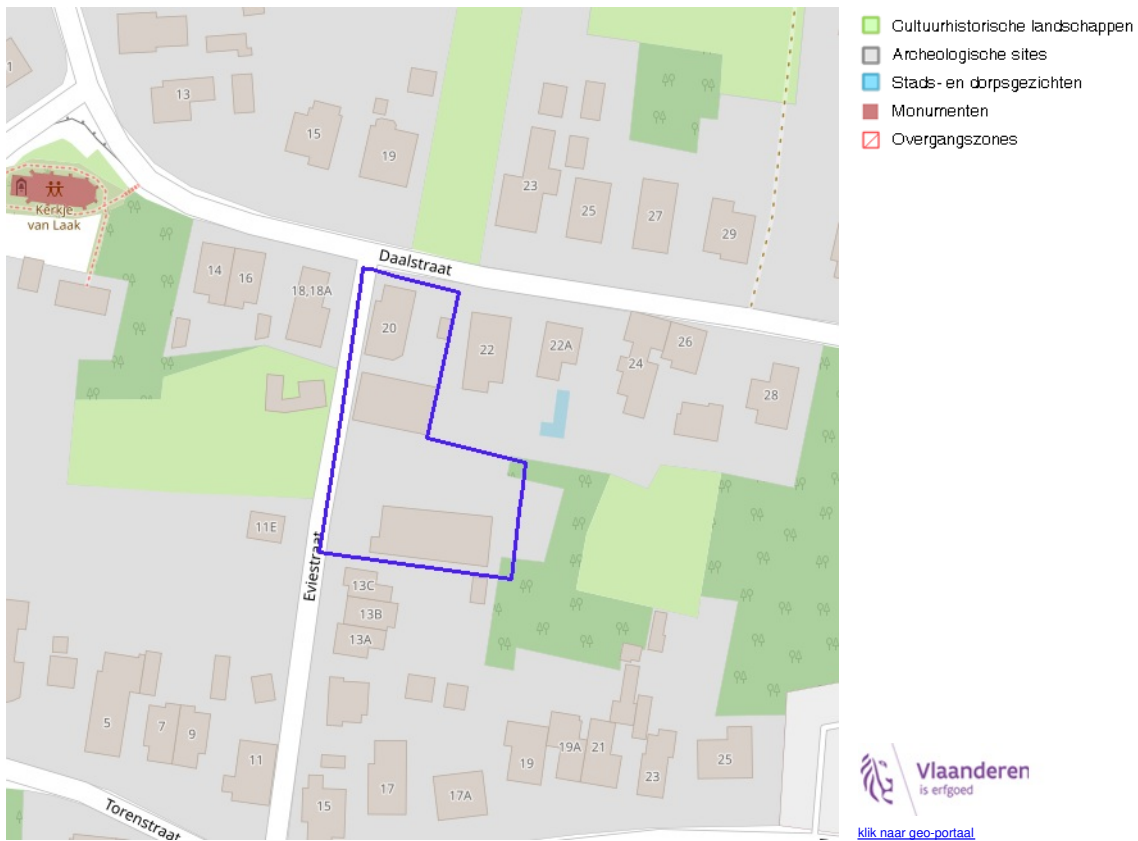 Cultuurhistorische landschappen
Archeologische sites
Stads- en dorpsgezichten
Monumenten
Overgangszones
1
13
15
19
23
25
27
29
Kerkje
van Laak
Daalstraat
14
16
18,18A
20
22
22A
24
26
28
11E
Eviestraat
13C
13B
13A
5
7
9
11
15
17
17A
19
19A
21
23
25
Torenstraat
Vlaanderen
is erfgoed
klik naar geo-portaal